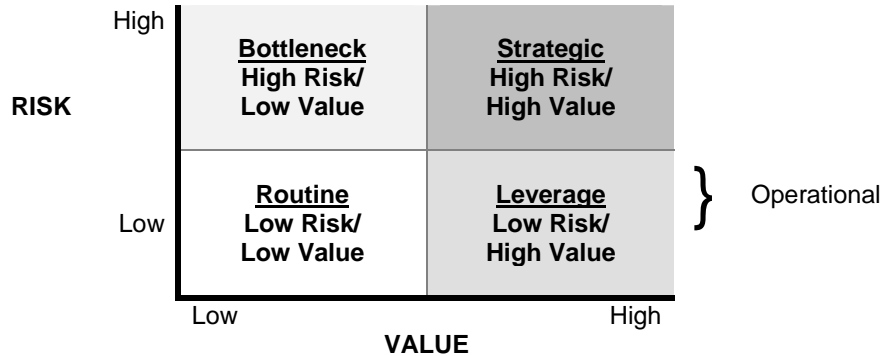 High
Bottleneck
High Risk/
Low Value
Strategic
High Risk/
High Value
RISK
Routine
Low Risk/
Low Value
Leverage
Low Risk/
High Value
} Operational
Low
Low
High
VALUE